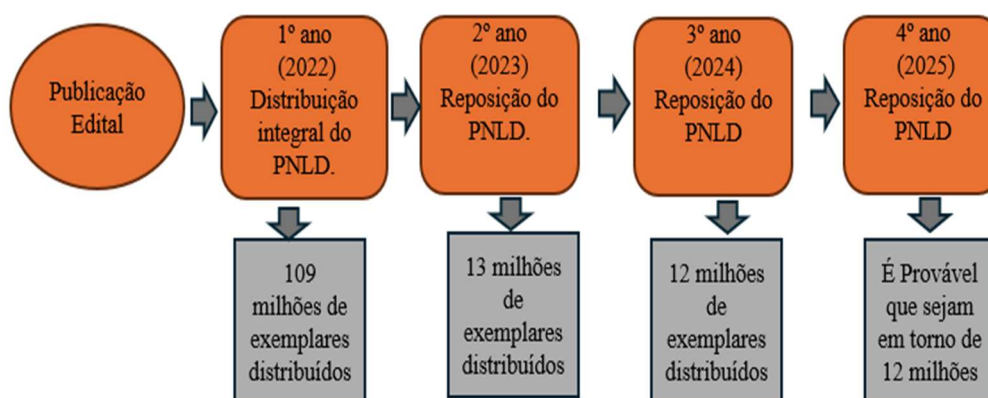 Publicação
Edital
1º ano
(2022)
Distribuição
integral do
PNLD.
2º ano
(2023)
Reposição do
PNLD.
3º ano
(2024)
Reposição do
PNLD
4º ano
(2025)
Reposição do
PNLD
109
milhões de
exemplares
distribuídos
13 milhões
de
exemplares
distribuídos
12 milhões
de
exemplares
distribuídos
É Provável
que sejam
em torno de
12 milhões